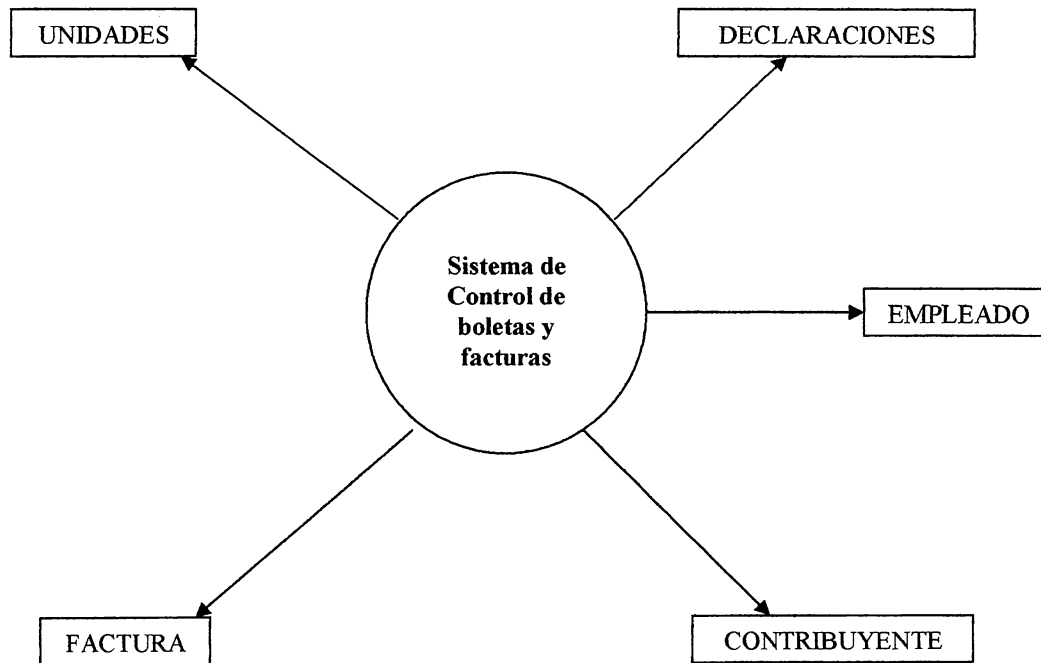 UNIDADES
DECLARACIONES
Sistema de
Control de
boletas y
facturas
EMPLEADO
FACTURA
CONTRIBUYENTE